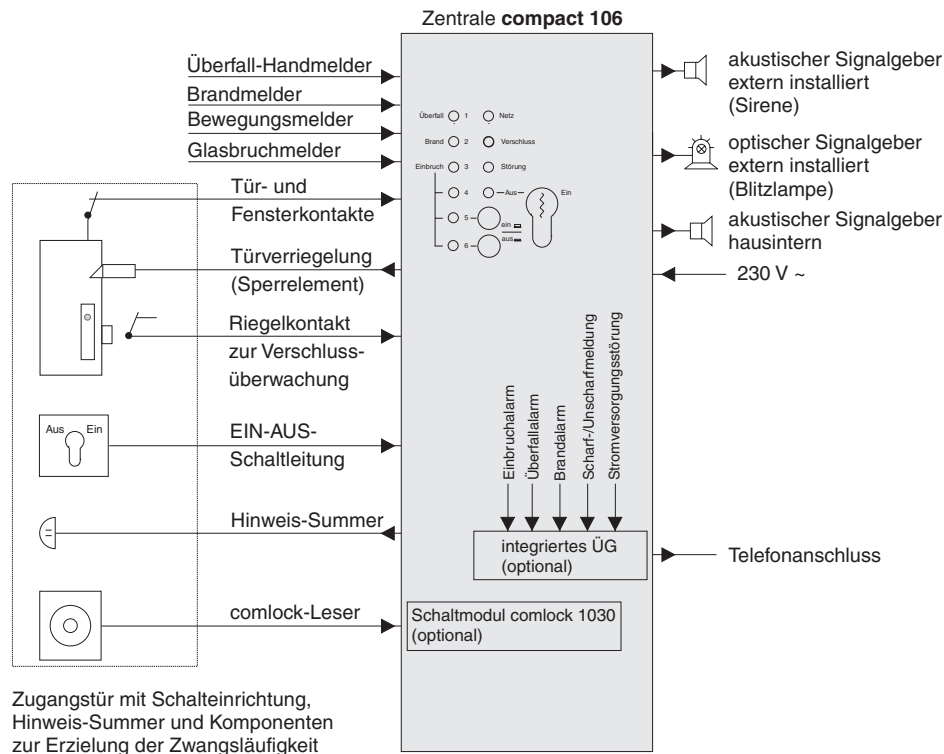 Zentrale compact 106
Überfall-Handmelder
Brandmelder
Bewegungsmelder
Glasbruchmelder
Tür- und
Fensterkontakte
Türverriegelung
(Sperrelement)
Riegelkontakt
zur Verschluss-
überwachung
EIN-AUS-
Schaltleitung
Hinweis-Summer
comlock-Leser
Aus Ein
Zugangstür mit Schalteinrichtung,
Hinweis-Summer und Komponenten
zur Erzielung der Zwangsläufigkeit
Überfall 1 Netz
Brand 2 Verschluss
Einbruch 3 Störung
4 Aus Ein
5 ein
aus
6
Einbruchalarm
Überfallalarm
Brandalarm
Scharf-/Unscharfmeldung
Stromversorgungsstörung
integriertes ÜG
(optional)
Schaltmodul comlock 1030
(optional)
akustischer Signalgeber
extern installiert
(Sirene)
optischer Signalgeber
extern installiert
(Blitzlampe)
akustischer Signalgeber
hausintern
230 V ~
Telefonanschluss